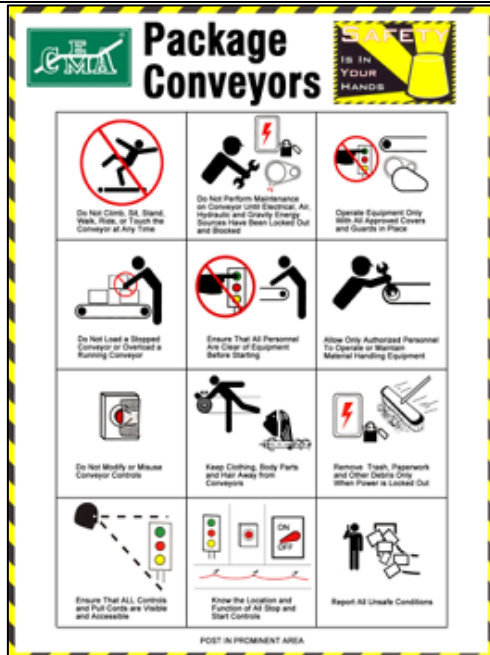 CEMA
Package
Conveyors
SAFETY
IS IN
YOUR
HANDS
Do Not Climb, Sit, Stand,
Walk, Ride, or Touch the
Conveyor at Any Time
Do Not Perform Maintenance
on Conveyor Until Electrical, Air,
Hydraulic and Gravity Energy
Sources Have Been Locked Out
and Blocked
Operate Equipment Only
With All Approved Covers
and Guards in Place
Do Not Load a Stopped
Conveyor or Overload a
Running Conveyor
Ensure That All Personnel
Are Clear of Equipment
Before Starting
Allow Only Authorized Personnel
To Operate or Maintain
Material Handling Equipment
Do Not Modify or Misuse
Conveyor Controls
Keep Clothing, Body Parts
and Hair Away from
Conveyors
Remove Trash, Paperwork
and Other Debris Only
When Power is Locked Out
ON
OFF
Ensure That ALL Controls
and Pull Cords are Visible
and Accessible
Know the Location and
Function of All Stop and
Start Controls
Report All Unsafe Conditions
POST IN PROMINENT AREA